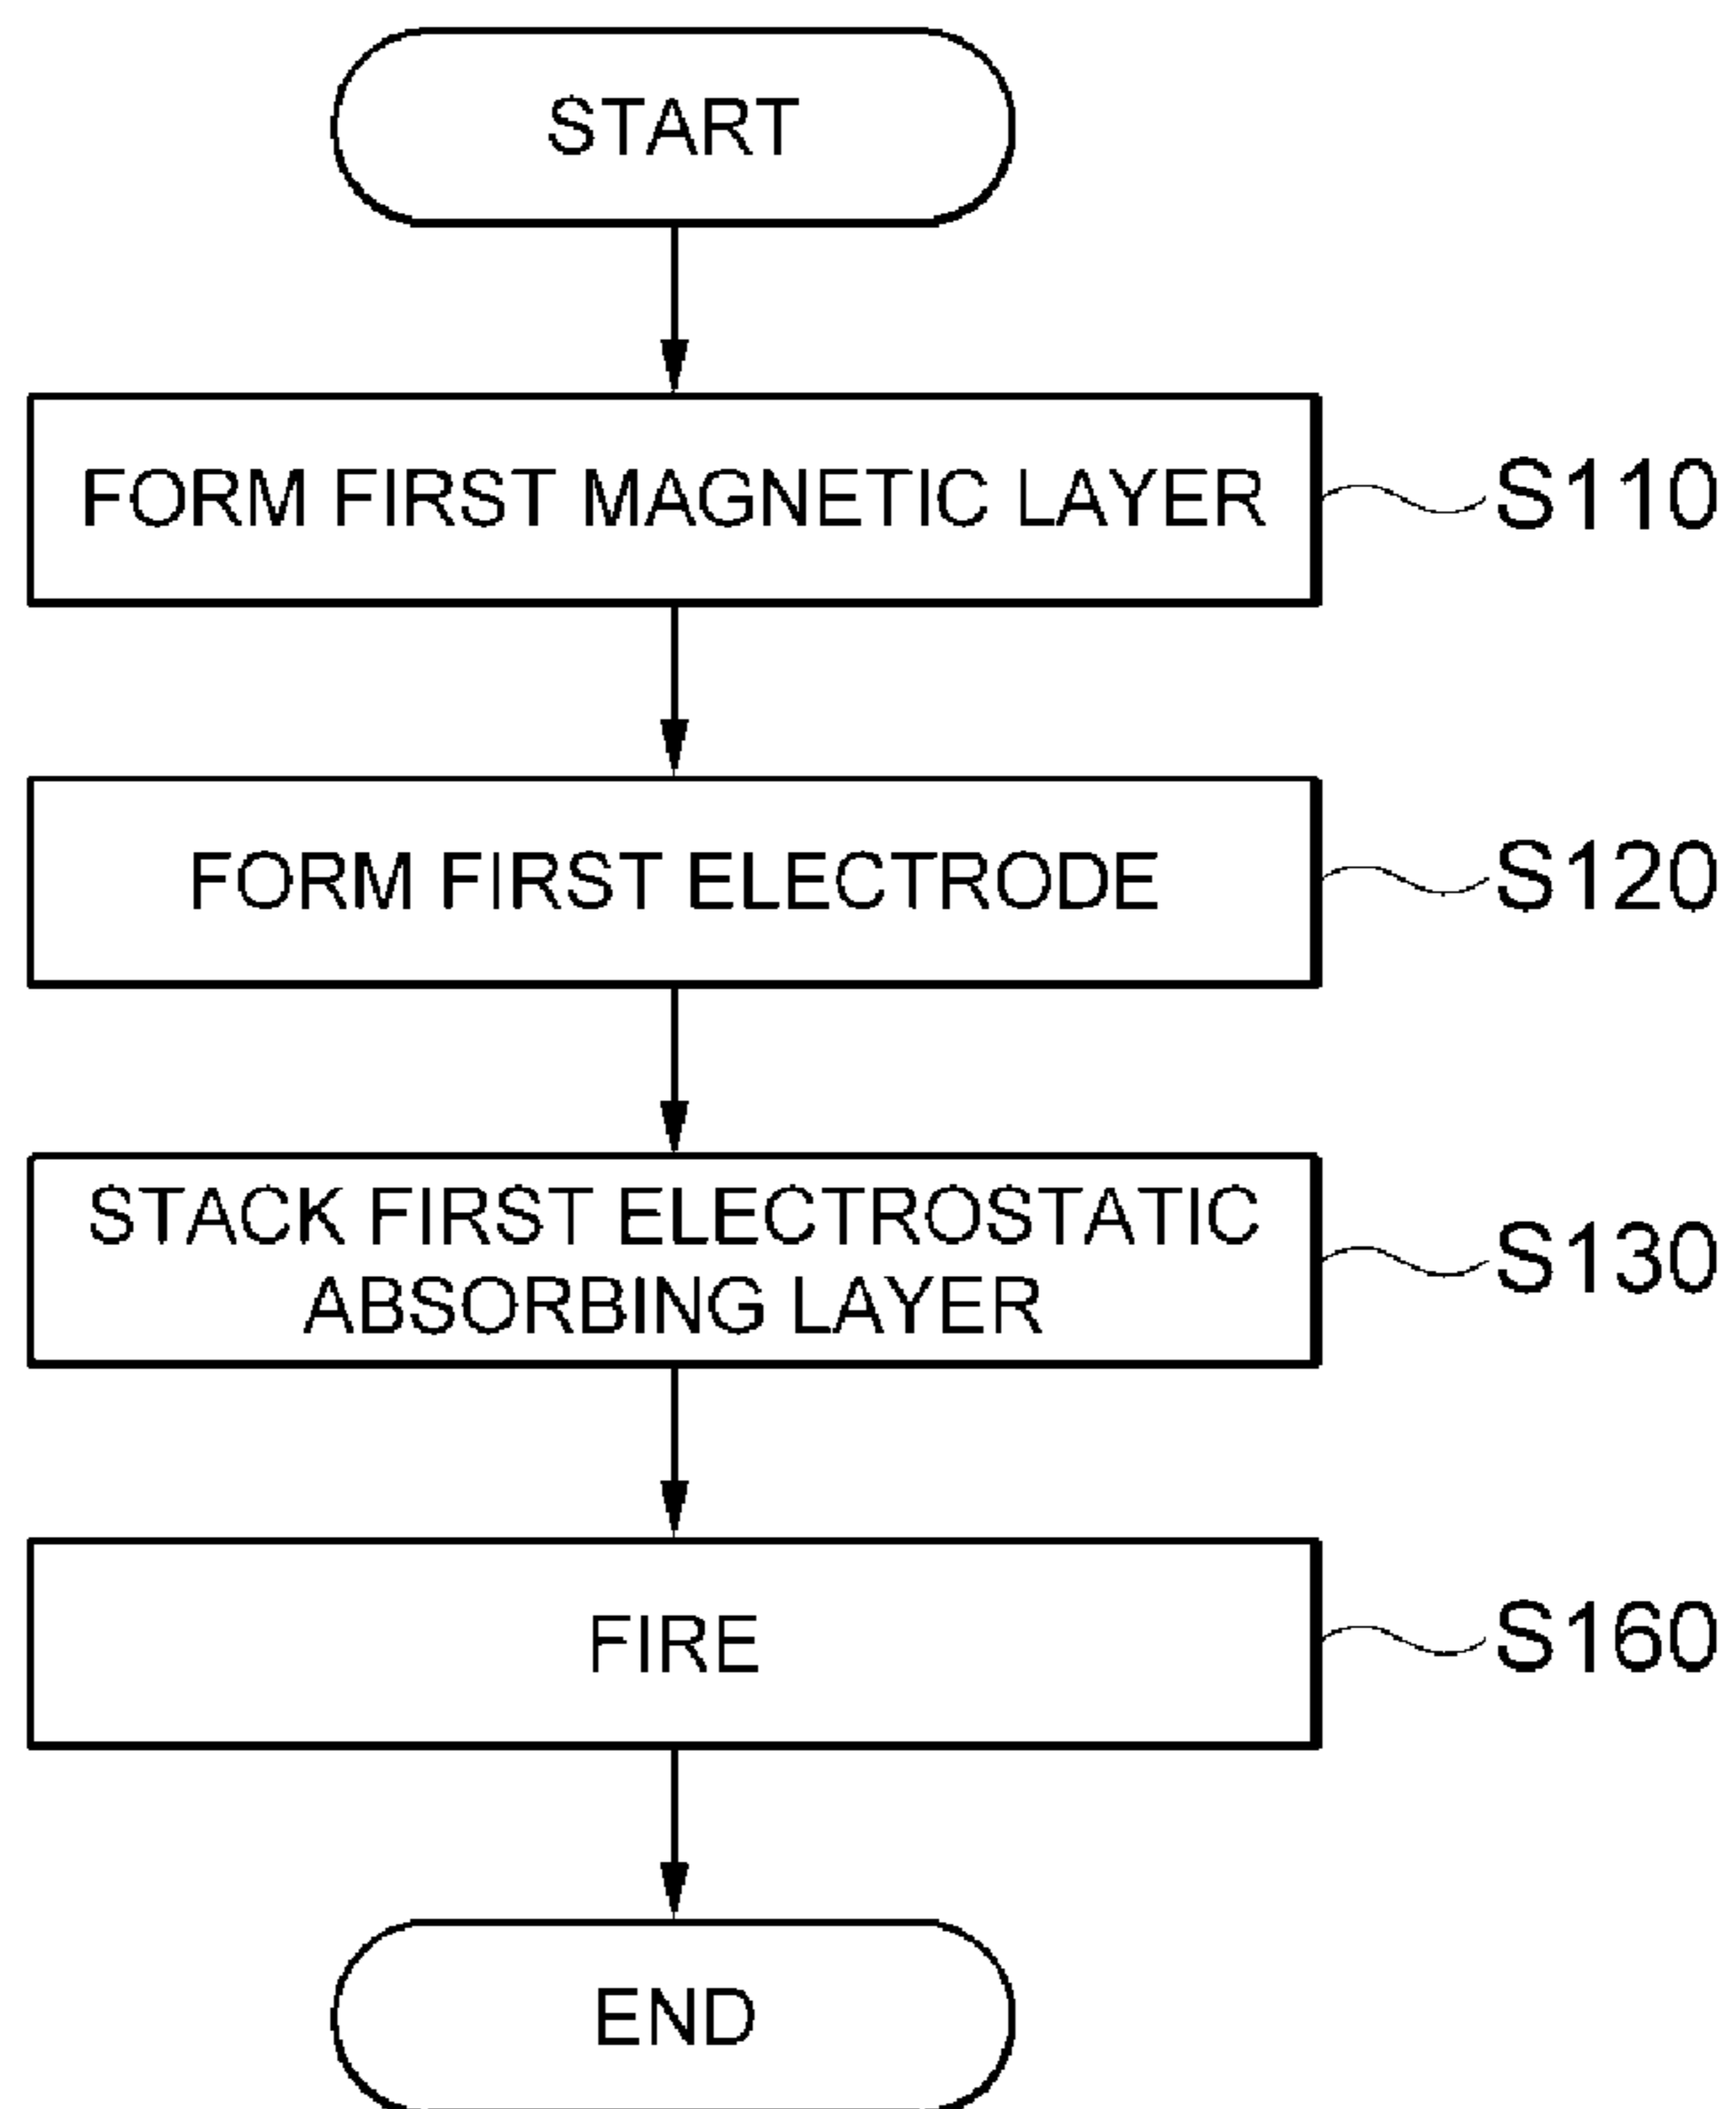 START
FORM FIRST MAGNETIC LAYER
S110
FORM FIRST ELECTRODE
S120
STACK FIRST ELECTROSTATIC
ABSORBING LAYER
S130
FIRE
S160
END